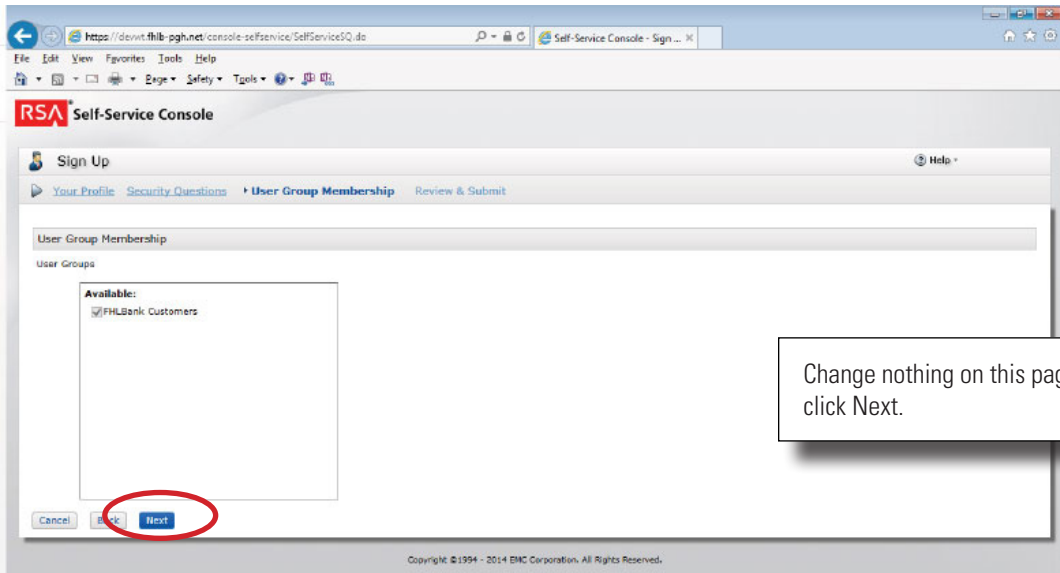 https://devwt.fhlb-pgh.net/console-selfservice/SelfServiceSQ.do
Self-Service Console - Sign ...
File Edit View Favorites Tools Help
Page Safety Tools
RSA Self-Service Console
Sign Up
Help
Your Profile Security Questions User Group Membership Review & Submit
User Group Membership
User Groups
Available:
FHLBank Customers
Change nothing on this pag
click Next.
Cancel Back Next
Copyright ©1994 - 2014 EMC Corporation. All Rights Reserved.